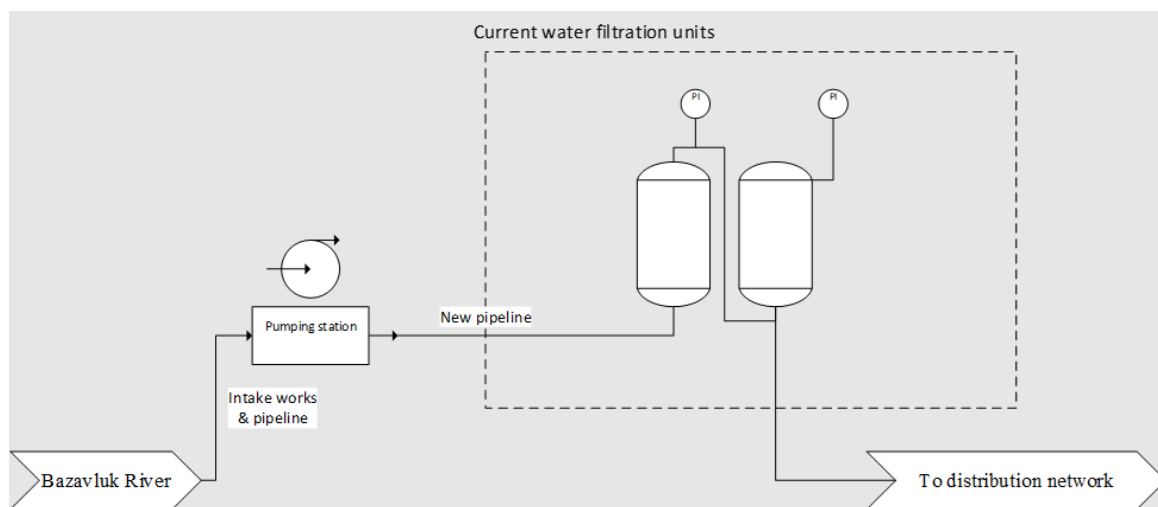 Current water filtration units
PI
PI
Pumping station
New pipeline
Intake works
& pipeline
Bazavluk River
To distribution network